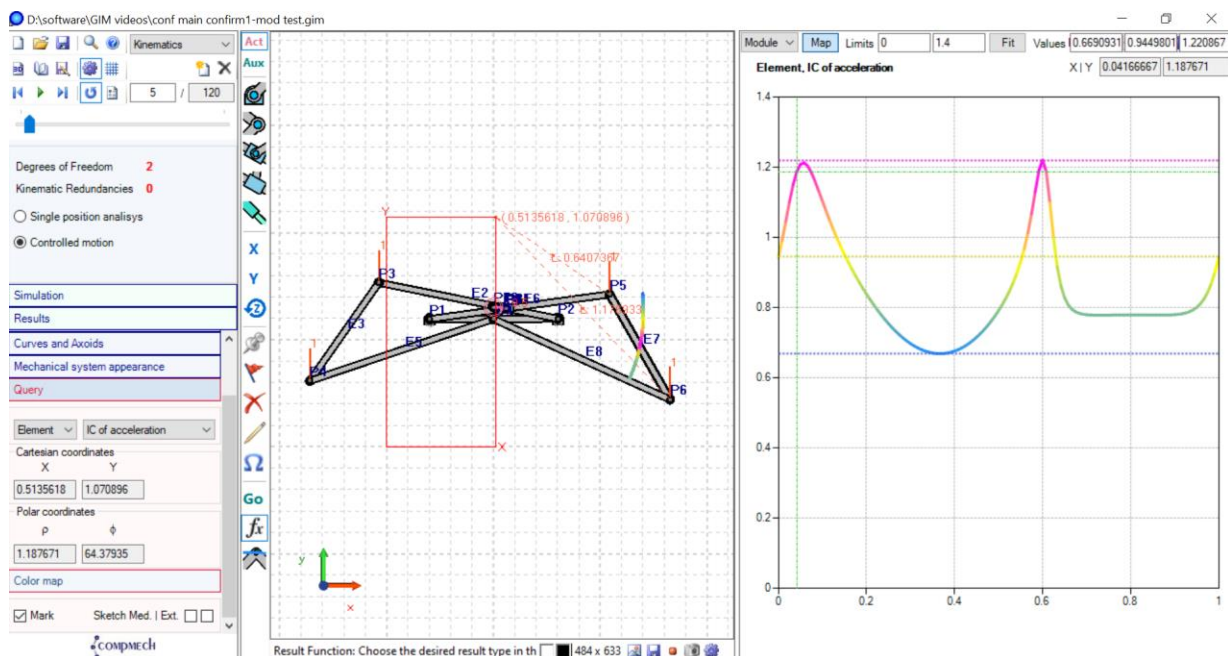 D:\software\GIM videos\conf main confirm1-mod test.gim
Kinematics
5 / 120
Degrees of Freedom 2
Kinematic Redundancies 0
Single position analisys
Controlled motion
Simulation
Results
Curves and Axoids
Mechanical system appearance
Query
Element IC of acceleration
Cartesian coordinates
X Y
0.5135618 1.070896
Polar coordinates
ρ ϕ
1.187671 64.37935
Color map
Mark Sketch Med. | Ext.
COMPMECH
Act
Aux
X
Y
Z
Ω
Go
fx
Y
( 0.5135618 , 1.070896 )
0.6407367
1
1
P3
P5
E2
E6
P1
P2
E3
E7
E5
E8
1
1
P4
P6
X
y
x
Result Function: Choose the desired result type in th 484 x 633
Module Map Limits 0 1.4 Fit Values 0.6690931 0.9449801 1.220867
Element, IC of acceleration X | Y 0.04166667 1.187671
1.4
1.2
1
0.8
0.6
0.4
0.2
0
0 0.2 0.4 0.6 0.8 1